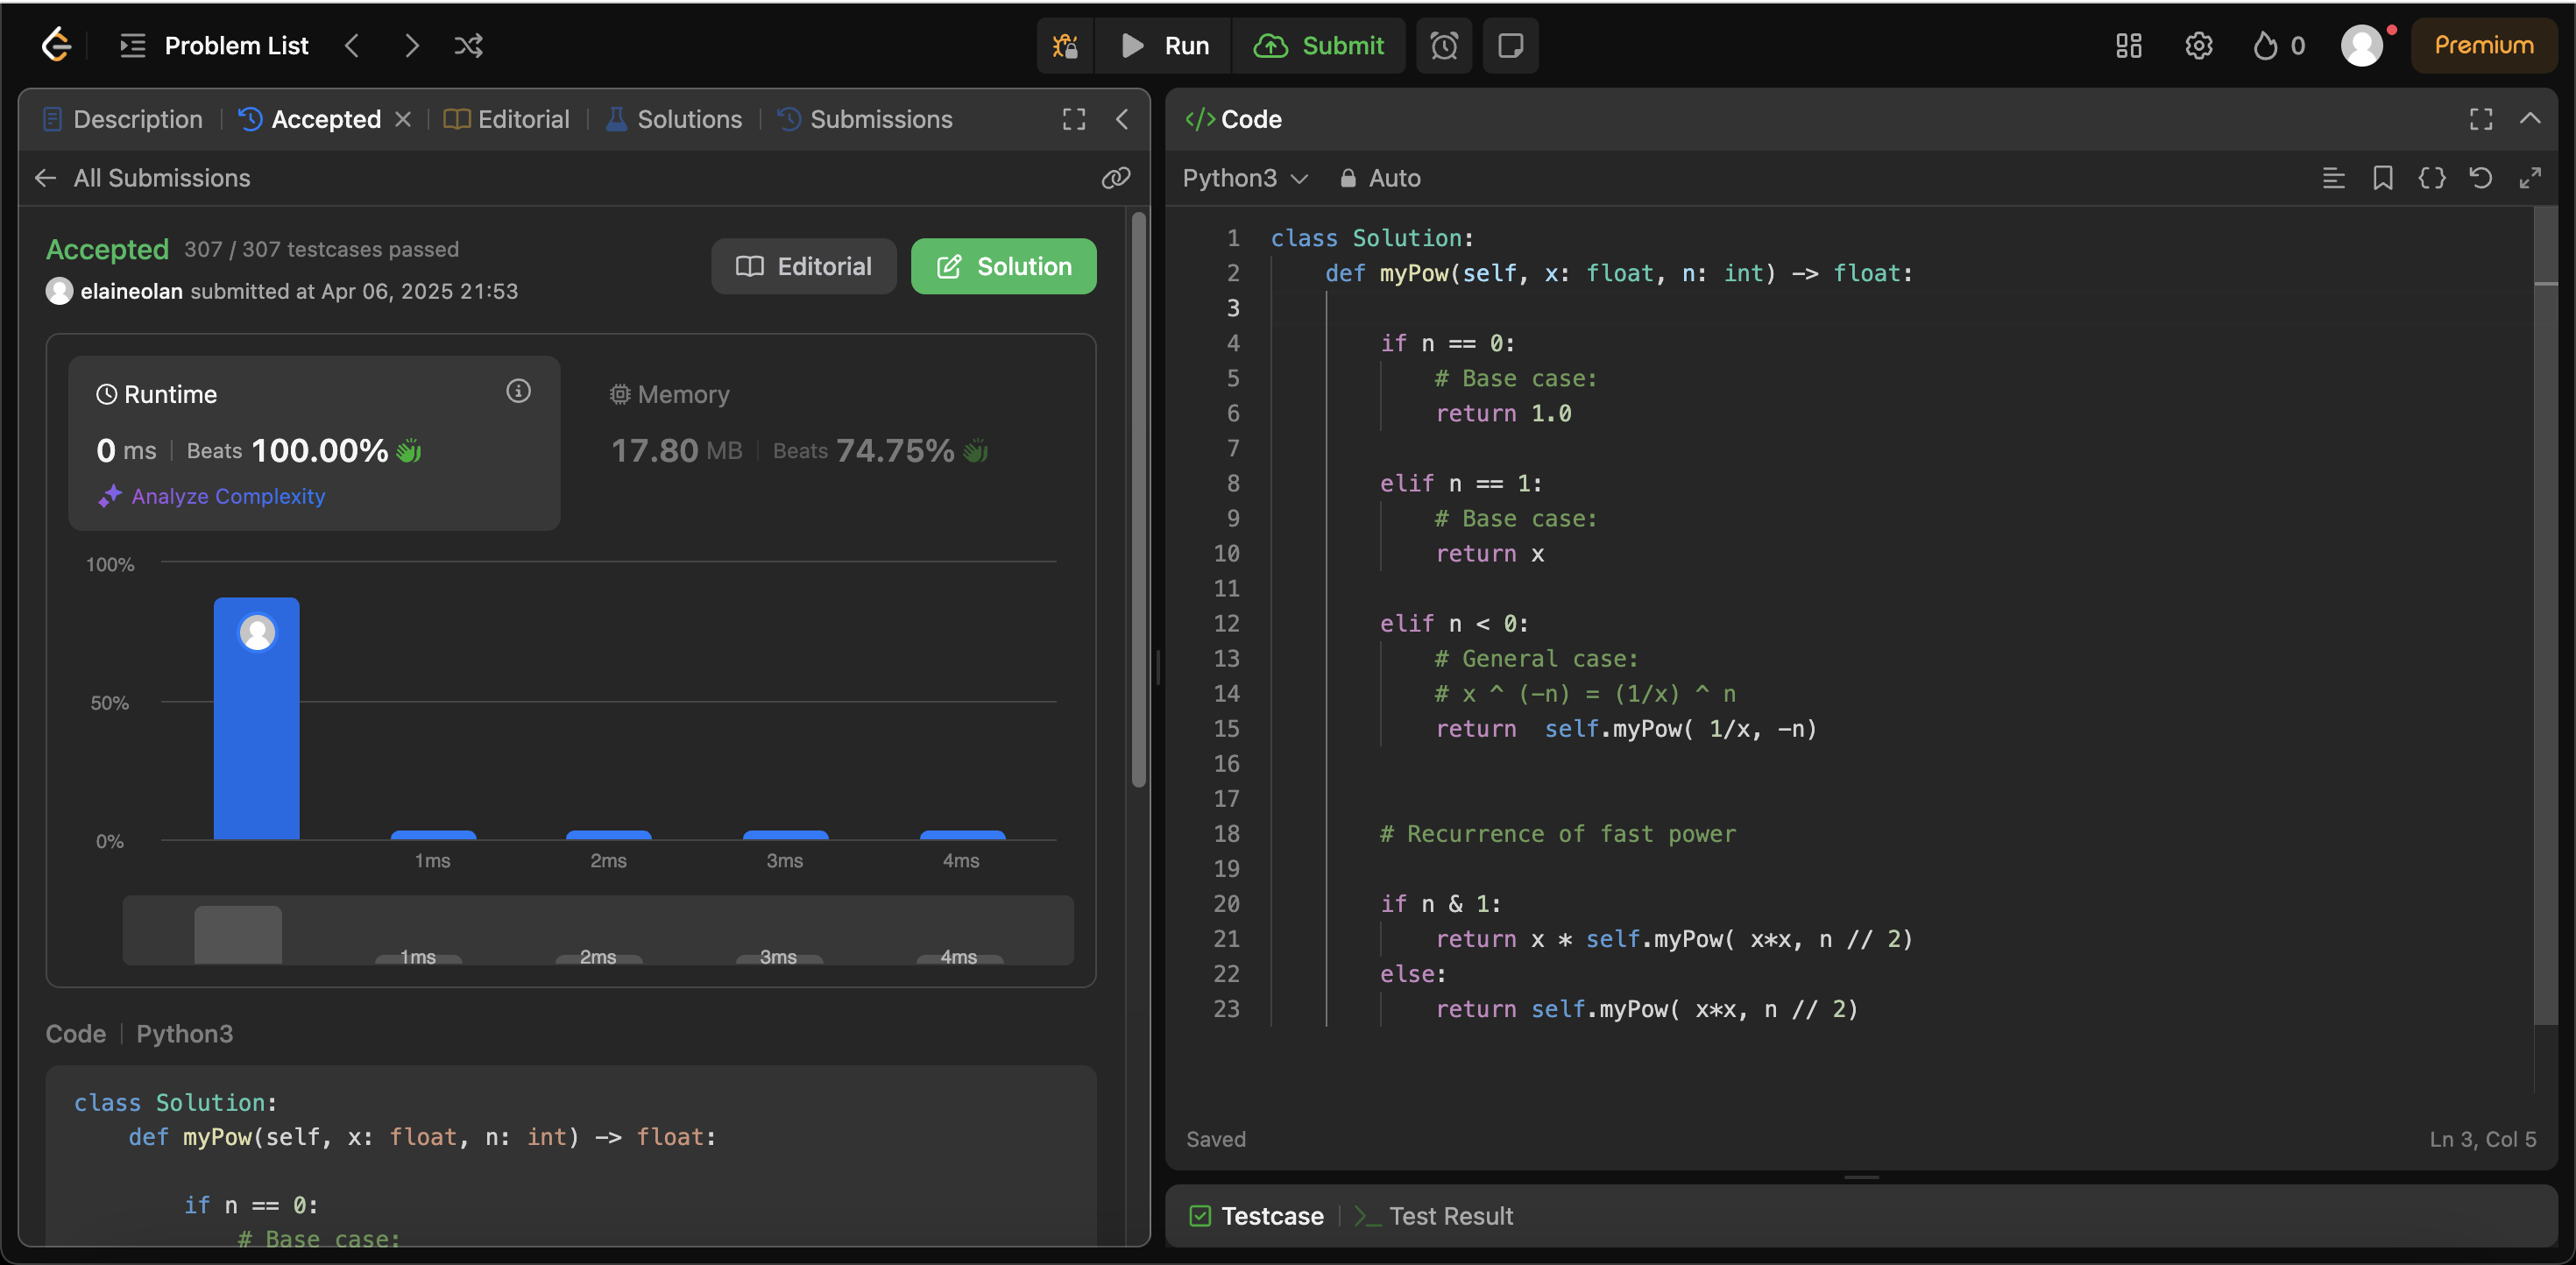 Problem List
Run
Submit
0
Premium
Description
Accepted
Editorial
Solutions
Submissions
All Submissions
Accepted 307 / 307 testcases passed
elaineolan submitted at Apr 06, 2025 21:53
Editorial
Solution
Runtime
0 ms Beats 100.00%
Analyze Complexity
Memory
17.80 MB Beats 74.75%
100%
50%
0%
1ms 2ms 3ms 4ms
1ms 2ms 3ms 4ms
Code Python3
class Solution:
    def myPow(self, x: float, n: int) -> float:
        if n == 0:
            # Base case:
</> Code
Python3 Auto
1 class Solution:
2     def myPow(self, x: float, n: int) -> float:
3
4         if n == 0:
5             # Base case:
6             return 1.0
7
8         elif n == 1:
9             # Base case:
10             return x
11
12         elif n < 0:
13             # General case:
14             # x ^ (-n) = (1/x) ^ n
15             return  self.myPow( 1/x, -n)
16
17
18         # Recurrence of fast power
19
20         if n & 1:
21             return x * self.myPow( x*x, n // 2)
22         else:
23             return self.myPow( x*x, n // 2)
Saved
Ln 3, Col 5
Testcase
Test Result